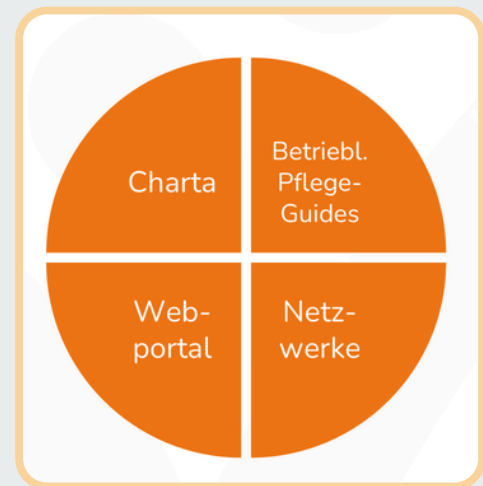 Charta
Betriebl.
Pflege-
Guides
Web-
portal
Netz-
werke